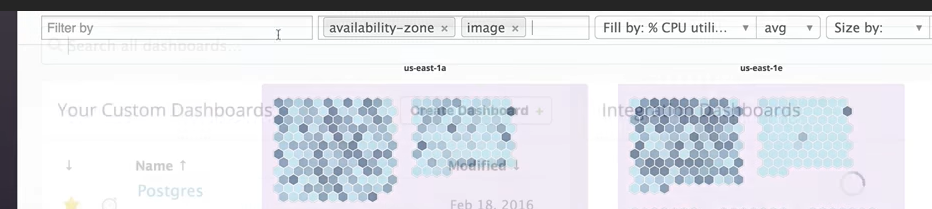 Filter by availability-zone × image × Fill by: % CPU utili... ▼ avg ▼ Size by: ▼
Search all dashboards...
us-east-1a us-east-1e
Your Custom Dashboards Create Dashboard + Integration Dashboards
↓ Name ↑ Modified ↓
Postgres
Feb 18, 2016